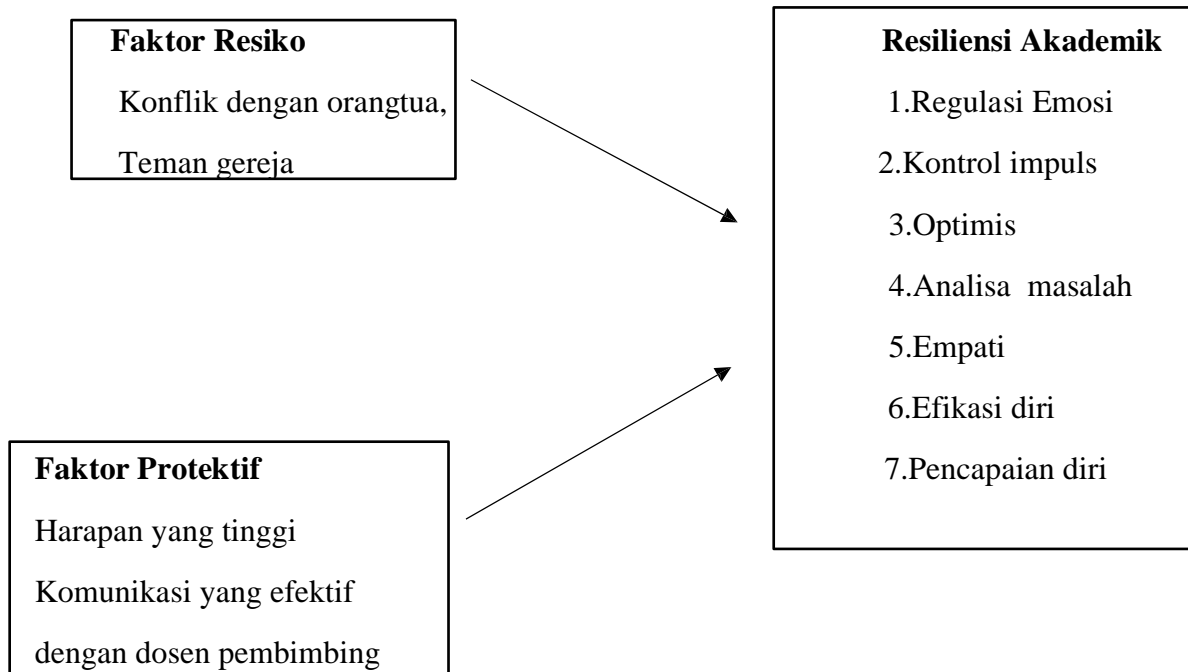 Faktor Resiko
Konflik dengan orangtua,
Teman gereja
Resiliensi Akademik
1.Regulasi Emosi
2.Kontrol impuls
3.Optimis
4.Analisa masalah
5.Empati
6.Efikasi diri
7.Pencapaian diri
Faktor Protektif
Harapan yang tinggi
Komunikasi yang efektif
dengan dosen pembimbing